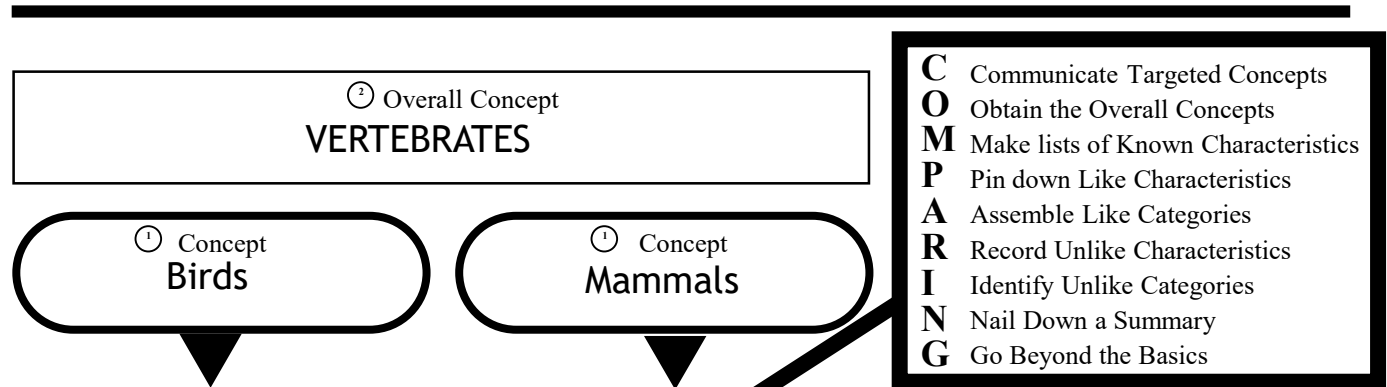 ② Overall Concept
VERTEBRATES
① Concept
Birds
① Concept
Mammals
C Communicate Targeted Concepts
O Obtain the Overall Concepts
M Make lists of Known Characteristics
P Pin down Like Characteristics
A Assemble Like Categories
R Record Unlike Characteristics
I Identify Unlike Categories
N Nail Down a Summary
G Go Beyond the Basics